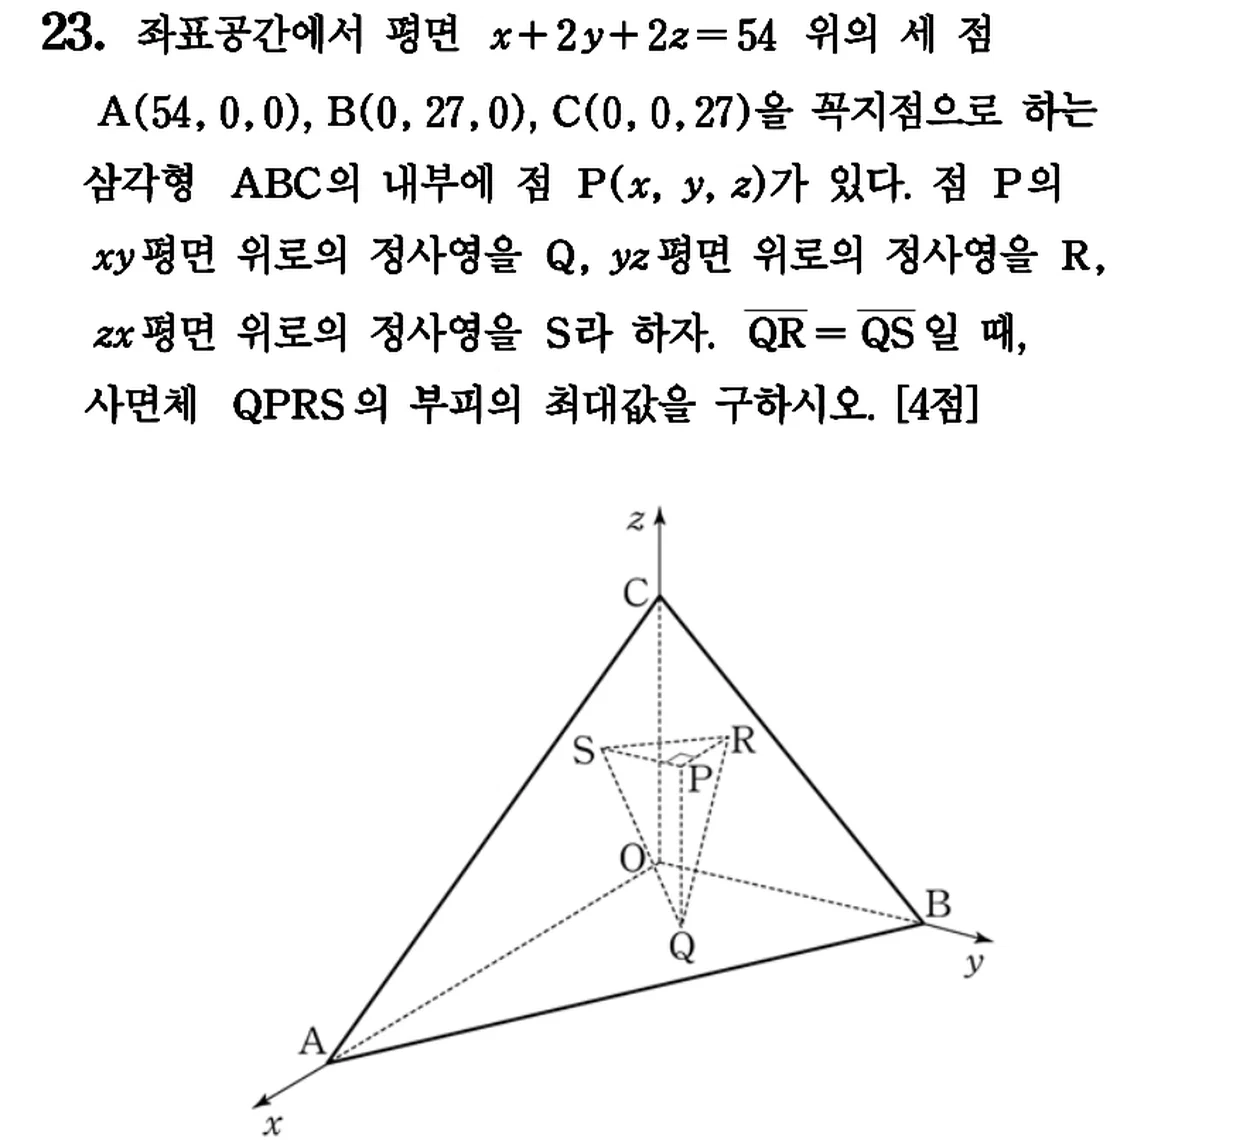 23. 좌표공간에서 평면 x+2y+2z=54 위의 세 점
A(54, 0, 0), B(0, 27, 0), C(0, 0, 27)을 꼭지점으로 하는
삼각형 ABC의 내부에 점 P(x, y, z)가 있다. 점 P의
xy평면 위로의 정사영을 Q, yz평면 위로의 정사영을 R,
zx평면 위로의 정사영을 S라 하자. \overline{QR}=\overline{QS}일 때,
사면체 QPRS의 부피의 최대값을 구하시오. [4점]
z
C
S
R
P
O
B
Q
y
A
x